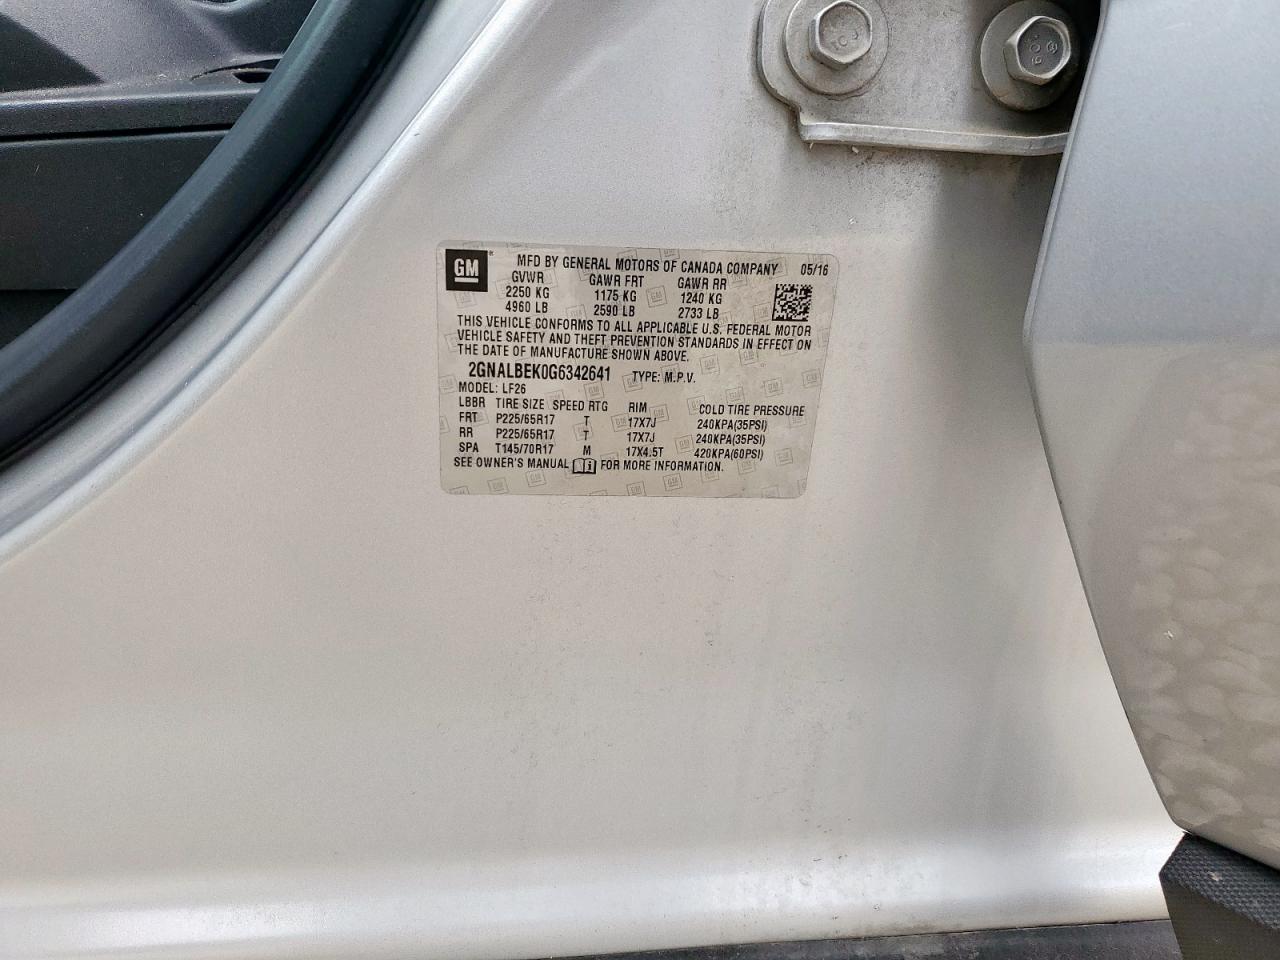 GM ® MFD BY GENERAL MOTORS OF CANADA COMPANY 05/16
GVWR GAWR FRT GAWR RR
2250 KG 1175 KG 1240 KG
4960 LB 2590 LB 2733 LB
THIS VEHICLE CONFORMS TO ALL APPLICABLE U.S. FEDERAL MOTOR
VEHICLE SAFETY AND THEFT PREVENTION STANDARDS IN EFFECT ON
THE DATE OF MANUFACTURE SHOWN ABOVE.
2GNALBEK0G6342641 TYPE: M.P.V.
MODEL: LF26
LBBR TIRE SIZE SPEED RTG RIM COLD TIRE PRESSURE
FRT P225/65R17 T 17X7J 240KPA(35PSI)
RR P225/65R17 T 17X7J 240KPA(35PSI)
SPA T145/70R17 M 17X4.5T 420KPA(60PSI)
SEE OWNER'S MANUAL FOR MORE INFORMATION.